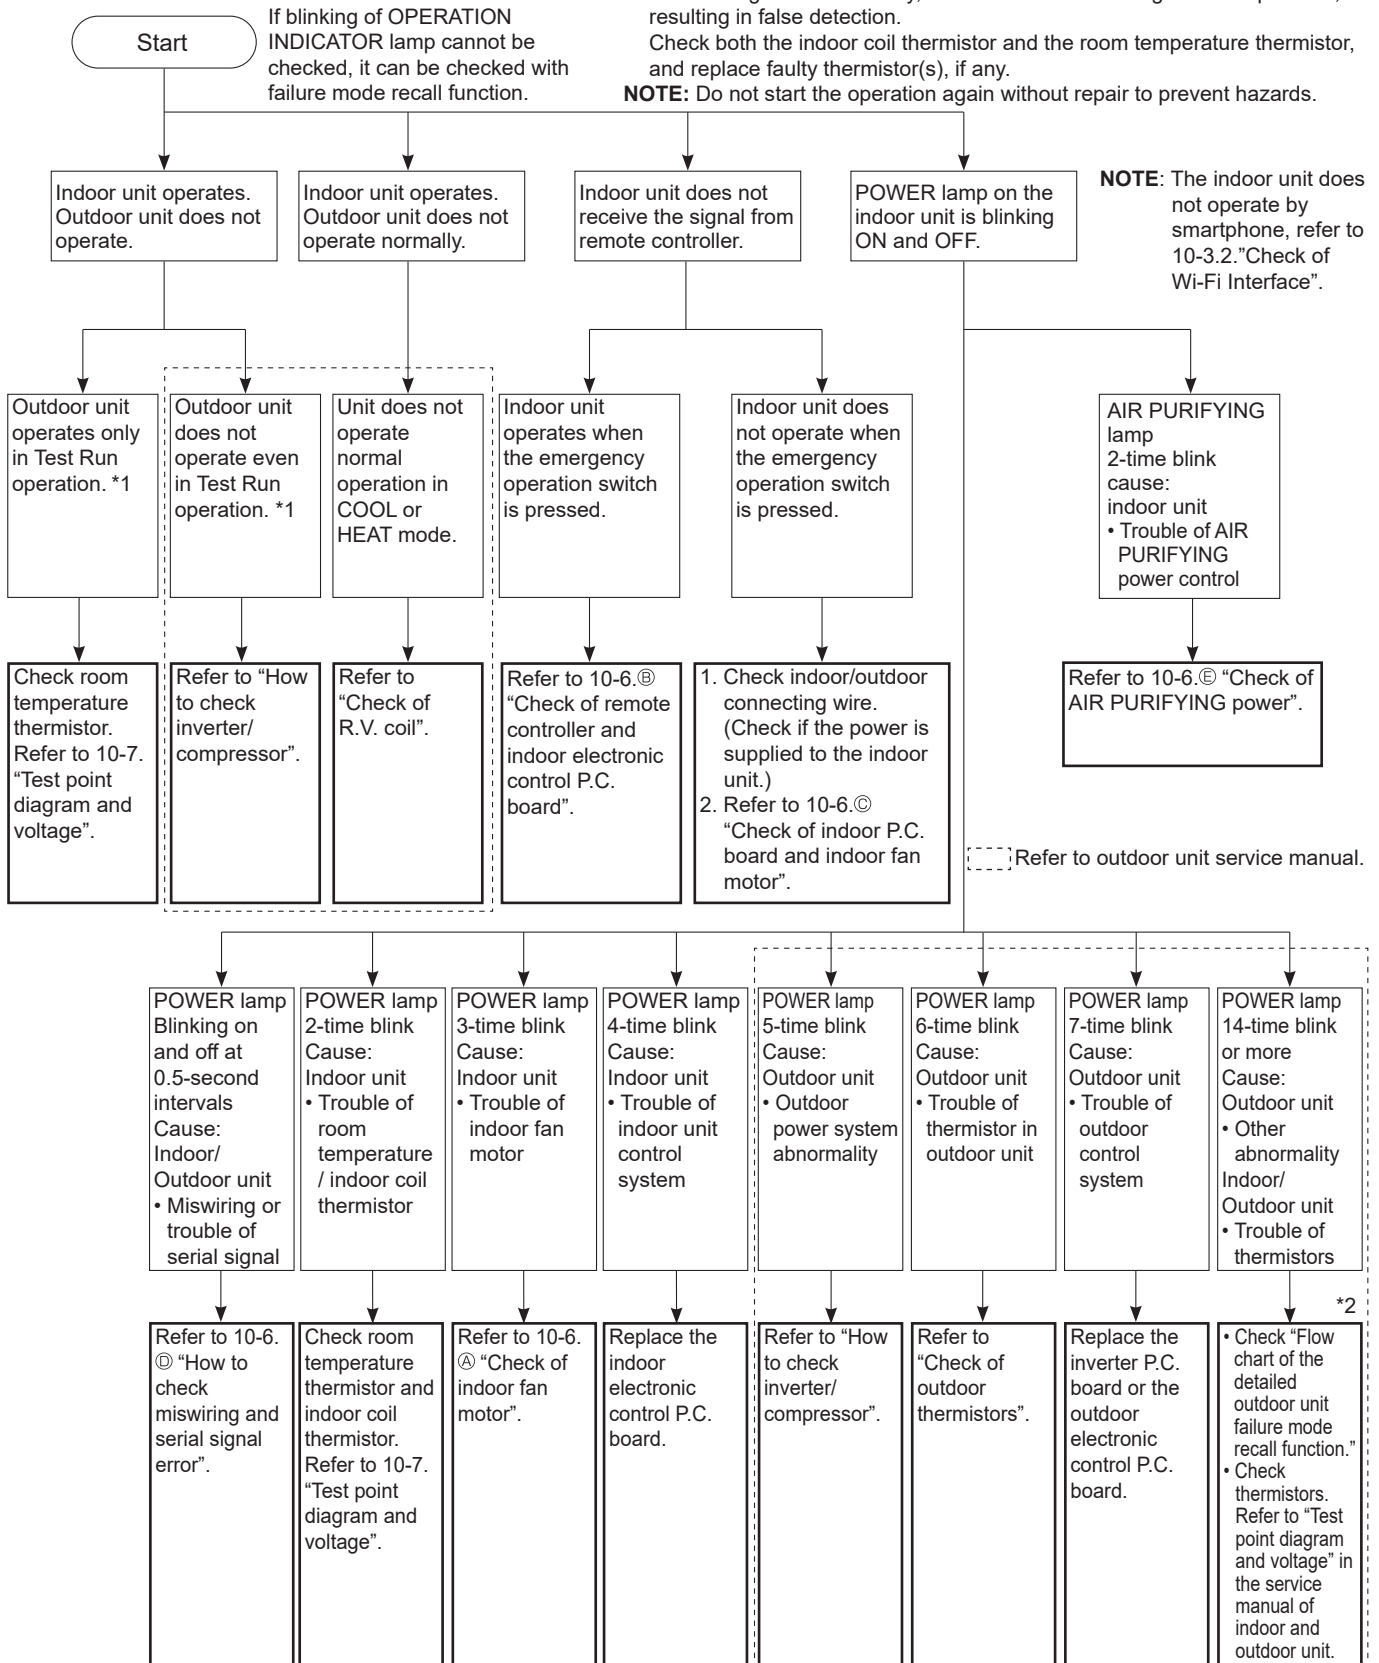 Start
If blinking of OPERATION
INDICATOR lamp cannot be
checked, it can be checked with
failure mode recall function.
resulting in false detection.
Check both the indoor coil thermistor and the room temperature thermistor,
and replace faulty thermistor(s), if any.
NOTE: Do not start the operation again without repair to prevent hazards.
Indoor unit operates.
Outdoor unit does not
operate.
Indoor unit operates.
Outdoor unit does not
operate normally.
Indoor unit does not
receive the signal from
remote controller.
POWER lamp on the
indoor unit is blinking
ON and OFF.
NOTE: The indoor unit does
not operate by
smartphone, refer to
10-3.2.”Check of
Wi-Fi Interface”.
Outdoor unit
operates only
in Test Run
operation. *1
Outdoor unit
does not
operate even
in Test Run
operation. *1
Unit does not
operate
normal
operation in
COOL or
HEAT mode.
Indoor unit
operates when
the emergency
operation switch
is pressed.
Indoor unit does
not operate when
the emergency
operation switch
is pressed.
AIR PURIFYING
lamp
2-time blink
cause:
indoor unit
• Trouble of AIR
PURIFYING
power control
Check room
temperature
thermistor.
Refer to 10-7.
“Test point
diagram and
voltage”.
Refer to “How
to check
inverter/
compressor”.
Refer to
“Check of
R.V. coil”.
Refer to 10-6.Ⓑ
“Check of remote
controller and
indoor electronic
control P.C.
board”.
1. Check indoor/outdoor
connecting wire.
(Check if the power is
supplied to the indoor
unit.)
2. Refer to 10-6.Ⓒ
“Check of indoor P.C.
board and indoor fan
motor”.
Refer to 10-6.Ⓔ “Check of
AIR PURIFYING power”.
Refer to outdoor unit service manual.
POWER lamp
Blinking on
and off at
0.5-second
intervals
Cause:
Indoor/
Outdoor unit
• Miswiring or
trouble of
serial signal
POWER lamp
2-time blink
Cause:
Indoor unit
• Trouble of
room
temperature
/ indoor coil
thermistor
POWER lamp
3-time blink
Cause:
Indoor unit
• Trouble of
indoor fan
motor
POWER lamp
4-time blink
Cause:
Indoor unit
• Trouble of
indoor unit
control
system
POWER lamp
5-time blink
Cause:
Outdoor unit
• Outdoor
power system
abnormality
POWER lamp
6-time blink
Cause:
Outdoor unit
• Trouble of
thermistor in
outdoor unit
POWER lamp
7-time blink
Cause:
Outdoor unit
• Trouble of
outdoor
control
system
POWER lamp
14-time blink
or more
Cause:
Outdoor unit
• Other
abnormality
Indoor/
Outdoor unit
• Trouble of
thermistors
*2
Refer to 10-6.
Ⓓ “How to
check
miswiring and
serial signal
error”.
Check room
temperature
thermistor and
indoor coil
thermistor.
Refer to 10-7.
“Test point
diagram and
voltage”.
Refer to 10-6.
Ⓐ “Check of
indoor fan
motor”.
Replace the
indoor
electronic
control P.C.
board.
Refer to “How
to check
inverter/
compressor”.
Refer to
“Check of
outdoor
thermistors”.
Replace the
inverter P.C.
board or the
outdoor
electronic
control P.C.
board.
• Check “Flow
chart of the
detailed
outdoor unit
failure mode
recall function.”
• Check
thermistors.
Refer to “Test
point diagram
and voltage” in
the service
manual of
indoor and
outdoor unit.